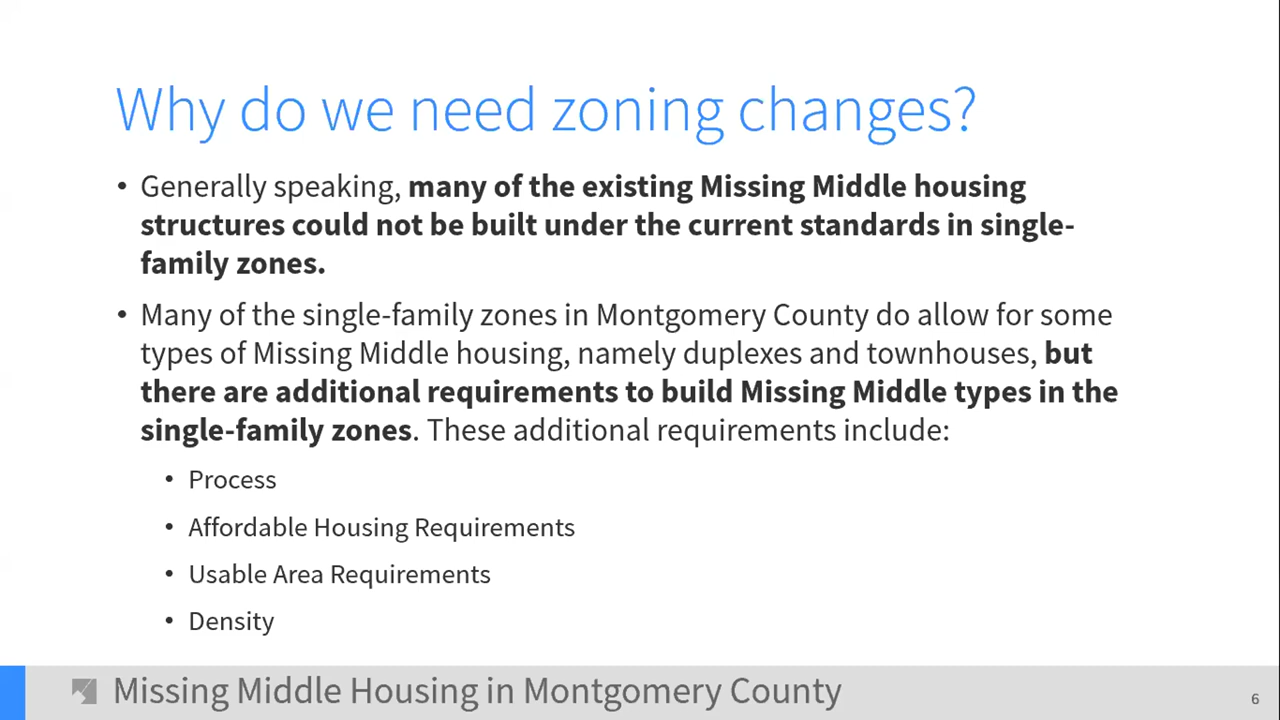 Why do we need zoning changes?
• Generally speaking, many of the existing Missing Middle housing
structures could not be built under the current standards in single-
family zones.
• Many of the single-family zones in Montgomery County do allow for some
types of Missing Middle housing, namely duplexes and townhouses, but
there are additional requirements to build Missing Middle types in the
single-family zones. These additional requirements include:
• Process
• Affordable Housing Requirements
• Usable Area Requirements
• Density
Missing Middle Housing in Montgomery County
6